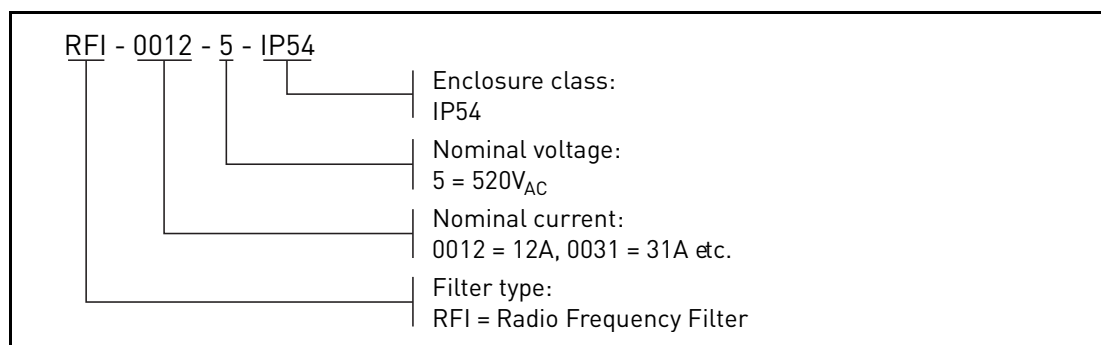 RFI - 0012 - 5 - IP54
Enclosure class:
IP54
Nominal voltage:
5 = 520VAC
Nominal current:
0012 = 12A, 0031 = 31A etc.
Filter type:
RFI = Radio Frequency Filter